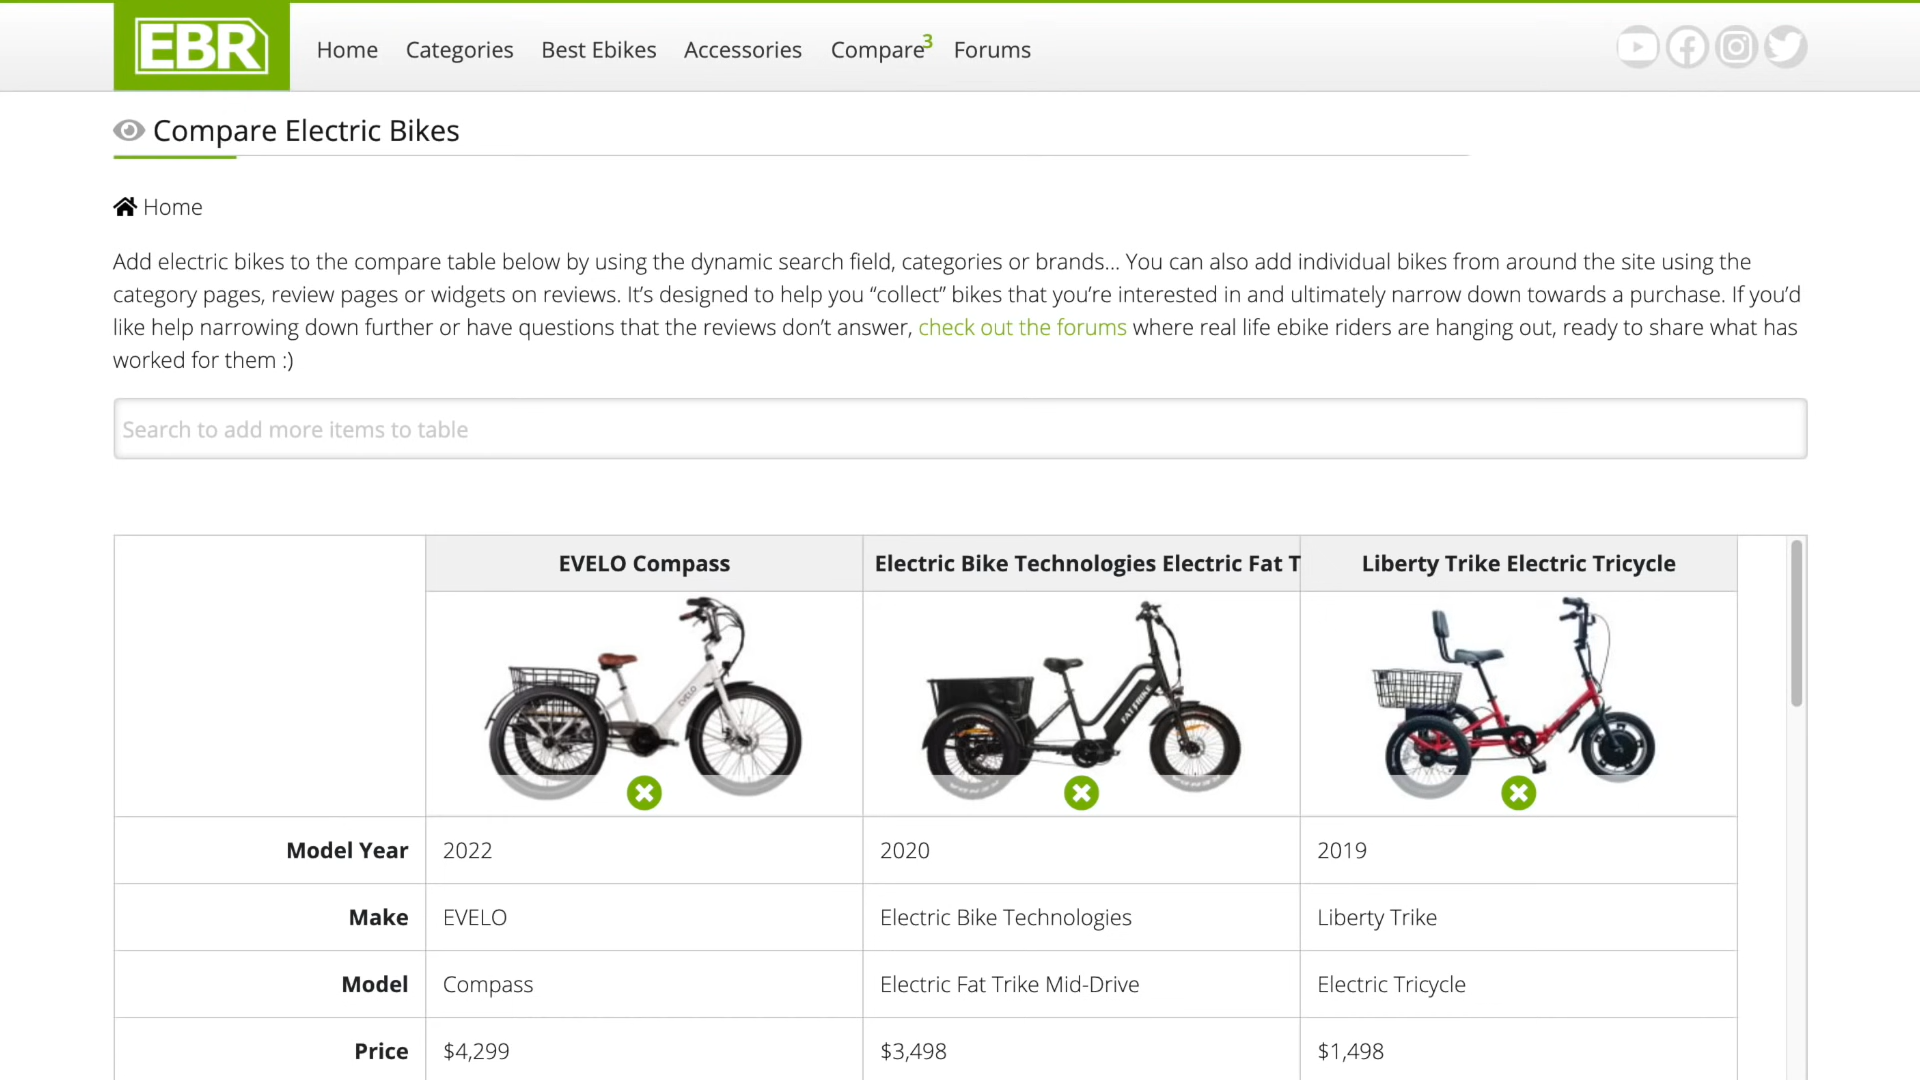 EBR
Home Categories Best Ebikes Accessories Compare3 Forums
Compare Electric Bikes
Home
Add electric bikes to the compare table below by using the dynamic search field, categories or brands... You can also add individual bikes from around the site using the
category pages, review pages or widgets on reviews. It’s designed to help you “collect” bikes that you’re interested in and ultimately narrow down towards a purchase. If you’d
like help narrowing down further or have questions that the reviews don’t answer, check out the forums where real life ebike riders are hanging out, ready to share what has
worked for them :)
Search to add more items to table
EVELO Compass Electric Bike Technologies Electric Fat T Liberty Trike Electric Tricycle
EVELO FAT TRIKE
Model Year 2022 2020 2019
Make EVELO Electric Bike Technologies Liberty Trike
Model Compass Electric Fat Trike Mid-Drive Electric Tricycle
Price $4,299 $3,498 $1,498